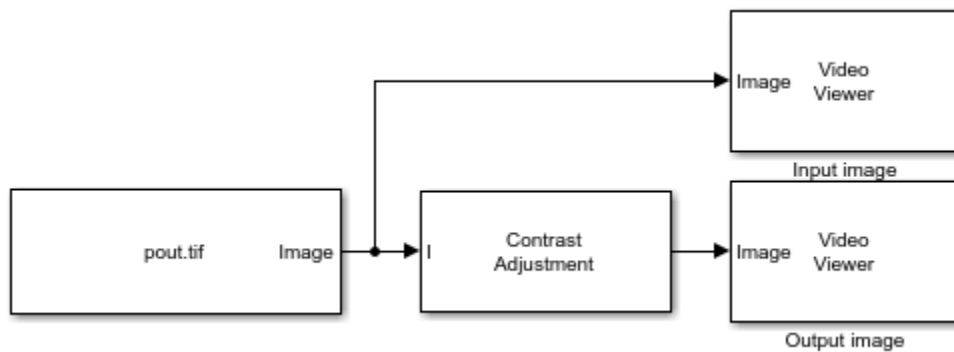 Image
Video
Viewer
Input image
pout.tif
Image
I
Contrast
Adjustment
Image
Video
Viewer
Output image